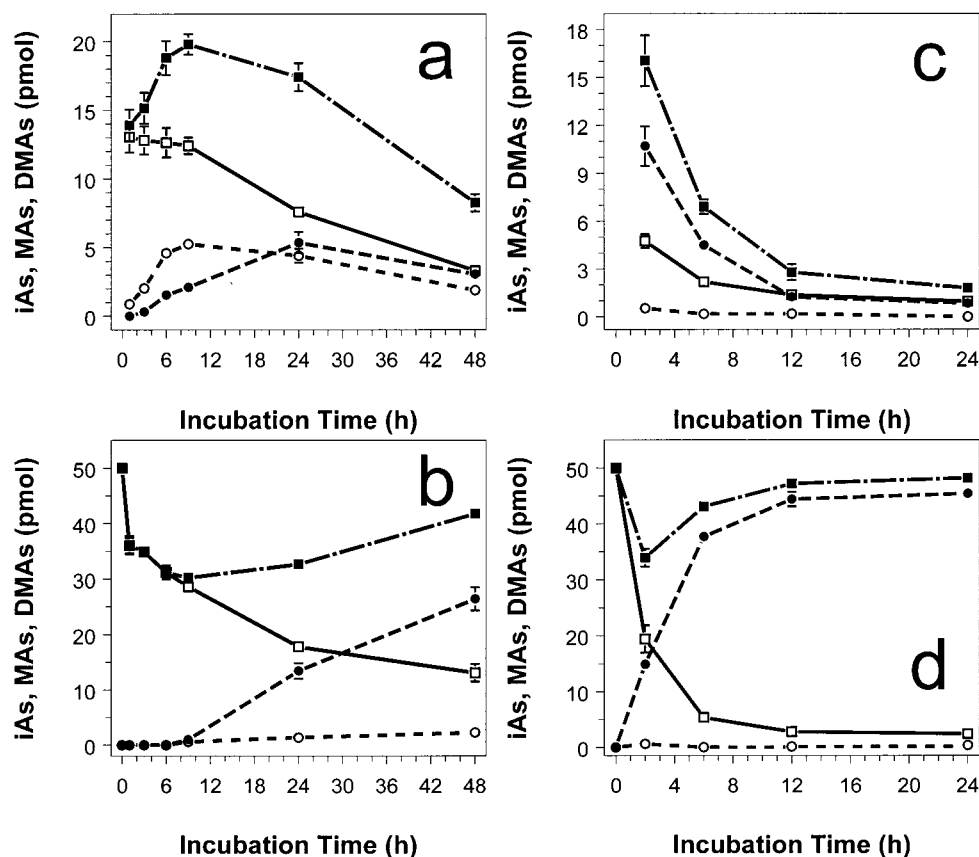 a
iAs, MAs, DMAs (pmol)
20
15
10
5
0
0 6 12 18 24 30 36 42 48
Incubation Time (h)
c
iAs, MAs, DMAs (pmol)
18
15
12
9
6
3
0
0 4 8 12 16 20 24
Incubation Time (h)
b
iAs, MAs, DMAs (pmol)
50
40
30
20
10
0
0 6 12 18 24 30 36 42 48
Incubation Time (h)
d
iAs, MAs, DMAs (pmol)
50
40
30
20
10
0
0 4 8 12 16 20 24
Incubation Time (h)